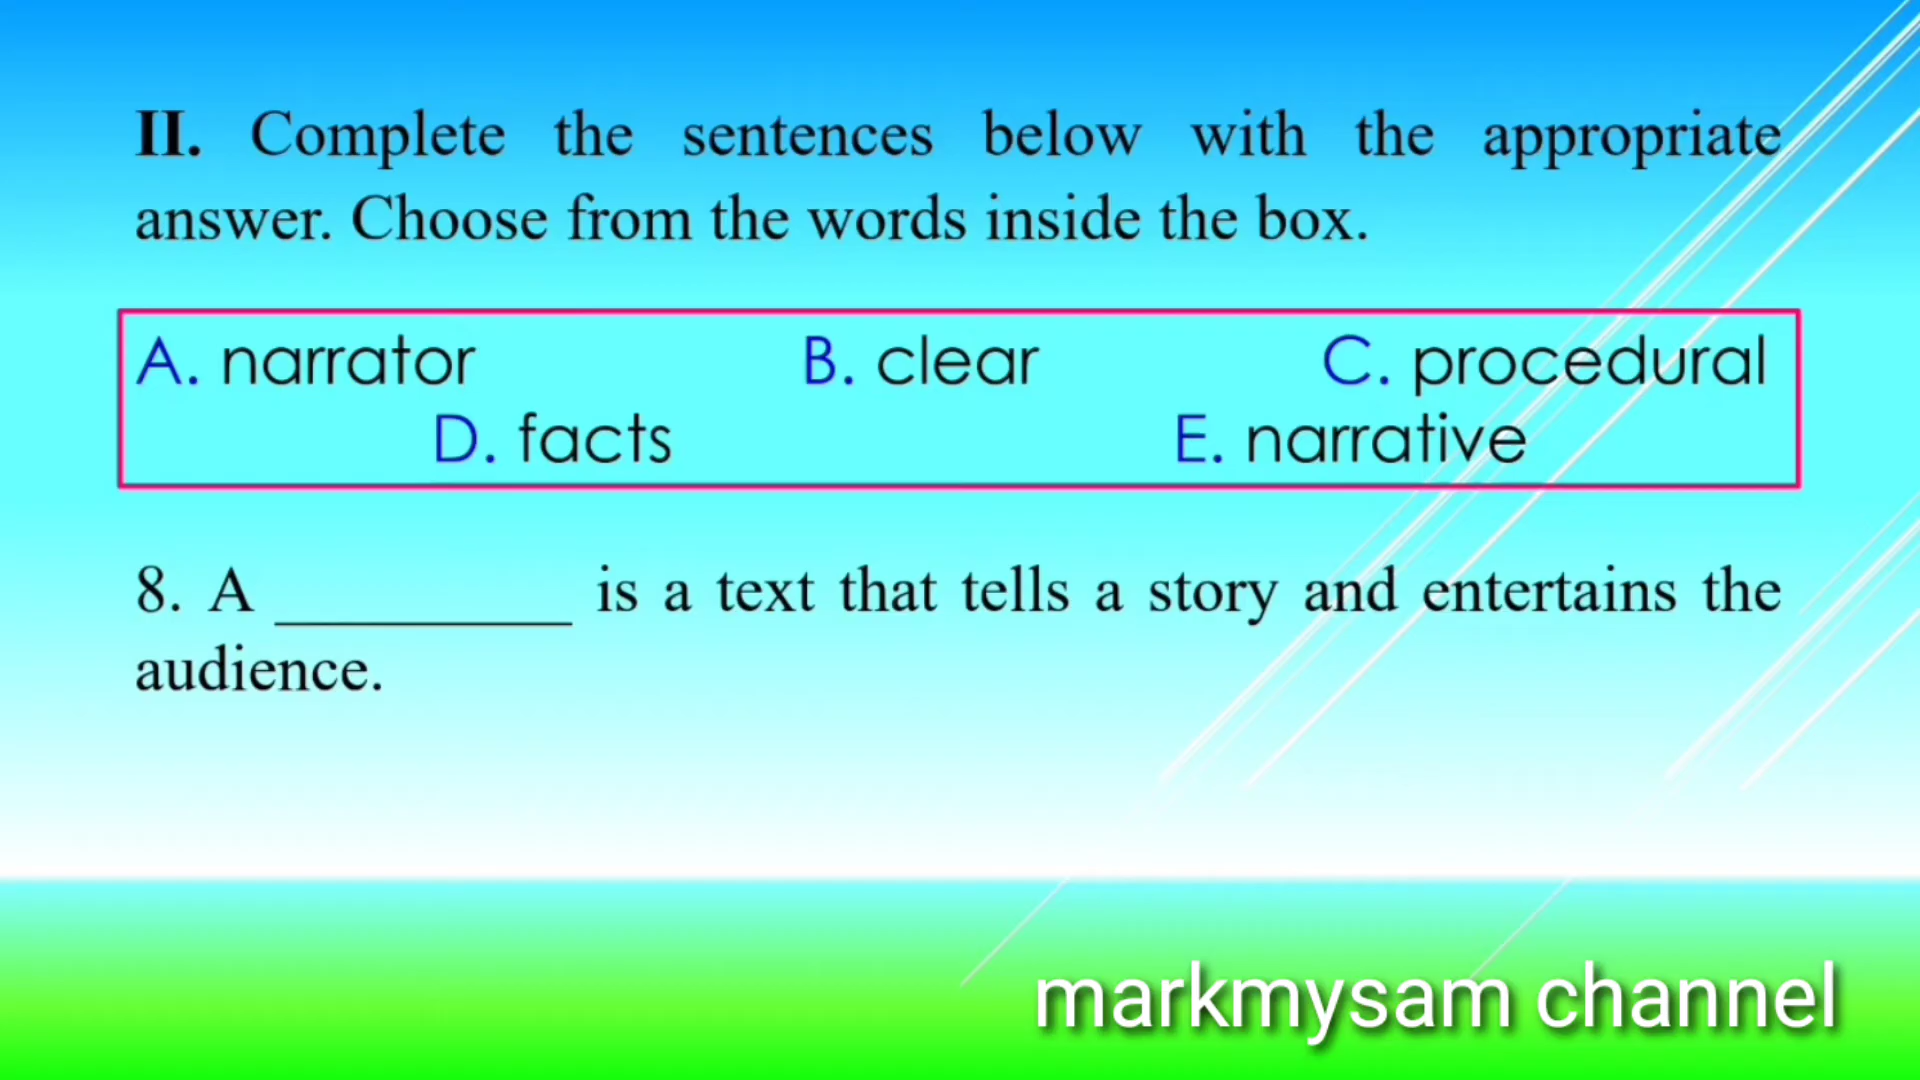 II. Complete the sentences below with the appropriate
answer. Choose from the words inside the box.
A. narrator B. clear C. procedural
D. facts E. narrative
8. A __________ is a text that tells a story and entertains the
audience.
markmysam channel